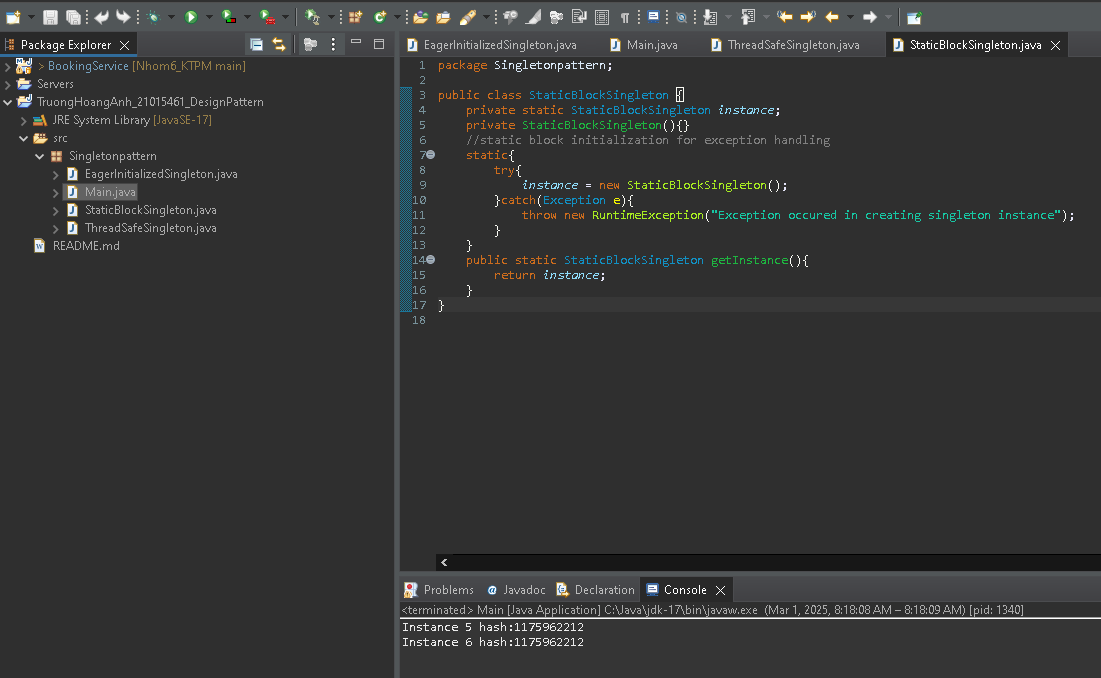 Package Explorer
> BookingService [Nhom6_KTPM main]
Servers
TruongHoangAnh_21015461_DesignPattern
JRE System Library [JavaSE-17]
src
Singletonpattern
EagerInitializedSingleton.java
Main.java
StaticBlockSingleton.java
ThreadSafeSingleton.java
README.md
EagerInitializedSingleton.java Main.java ThreadSafeSingleton.java StaticBlockSingleton.java
1 package Singletonpattern;
2
3 public class StaticBlockSingleton {
4 private static StaticBlockSingleton instance;
5 private StaticBlockSingleton(){}
6 //static block initialization for exception handling
7 static{
8 try{
9 instance = new StaticBlockSingleton();
10 }catch(Exception e){
11 throw new RuntimeException("Exception occured in creating singleton instance");
12 }
13 }
14 public static StaticBlockSingleton getInstance(){
15 return instance;
16 }
17 }
18
Problems Javadoc Declaration Console
<terminated> Main [Java Application] C:\Java\jdk-17\bin\javaw.exe (Mar 1, 2025, 8:18:08 AM – 8:18:09 AM) [pid: 1340]
Instance 5 hash:1175962212
Instance 6 hash:1175962212